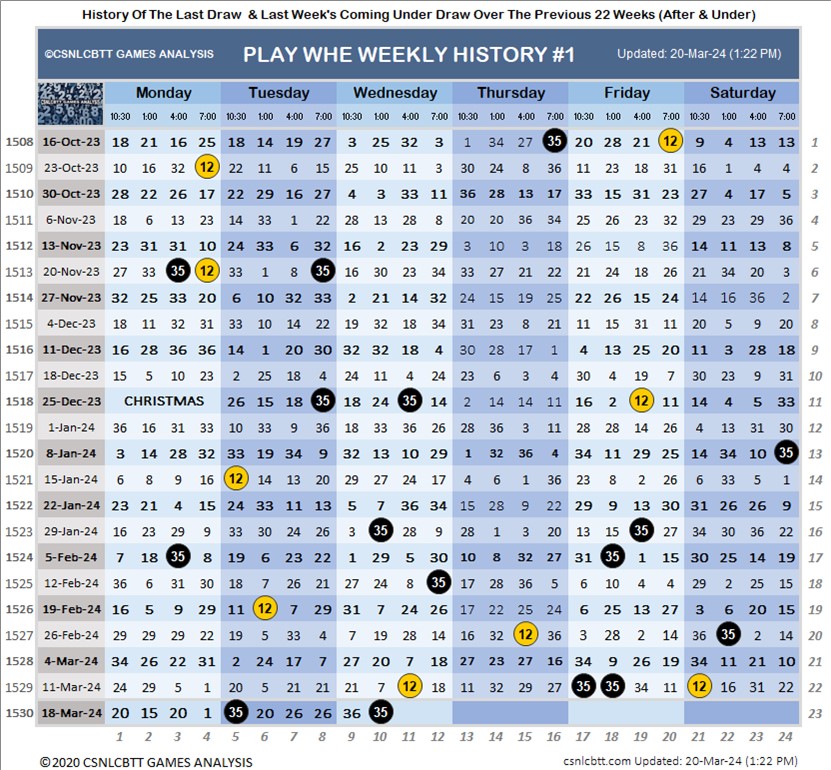 History Of The Last Draw & Last Week's Coming Under Draw Over The Previous 22 Weeks (After & Under)
©CSNLCBTT GAMES ANALYSIS PLAY WHE WEEKLY HISTORY #1 Updated: 20-Mar-24 (1:22 PM)
CSNLCBTT GAMES ANALYSIS
Monday Tuesday Wednesday Thursday Friday Saturday
10:30 1:00 4:00 7:00 10:30 1:00 4:00 7:00 10:30 1:00 4:00 7:00 10:30 1:00 4:00 7:00 10:30 1:00 4:00 7:00 10:30 1:00 4:00 7:00
1508 16-Oct-23 18 21 16 25 18 14 19 27 3 25 32 3 1 34 27 35 20 28 21 12 9 4 13 13 1
1509 23-Oct-23 10 16 32 12 22 11 6 15 25 10 11 3 30 24 8 36 11 23 18 31 16 1 4 4 2
1510 30-Oct-23 28 22 26 17 22 29 16 27 4 3 33 11 36 28 13 17 33 15 31 23 27 4 17 5 3
1511 6-Nov-23 18 6 13 23 14 33 1 22 28 13 28 8 20 20 36 34 25 26 23 32 29 23 29 36 4
1512 13-Nov-23 23 31 31 10 24 33 6 32 16 2 23 29 3 10 3 18 26 15 8 36 14 11 13 8 5
1513 20-Nov-23 27 33 35 12 33 1 8 35 16 30 23 34 33 27 21 22 21 24 18 26 21 34 20 3 6
1514 27-Nov-23 32 25 33 20 6 10 32 33 2 21 14 32 24 15 19 25 22 26 15 24 14 16 36 2 7
1515 4-Dec-23 18 11 32 31 33 10 14 22 19 32 18 34 31 23 8 21 11 15 31 11 20 5 9 20 8
1516 11-Dec-23 16 28 36 36 14 1 20 30 32 32 18 4 30 28 17 1 4 13 25 20 11 3 28 18 9
1517 18-Dec-23 15 5 10 23 2 25 18 4 24 11 4 24 23 6 3 4 30 4 19 7 30 23 9 31 10
1518 25-Dec-23 CHRISTMAS 26 15 18 35 18 24 35 14 2 14 14 11 16 2 12 29 14 4 5 33 11
1519 1-Jan-24 36 16 31 33 10 33 9 36 18 33 36 26 28 36 3 11 28 28 14 26 4 13 31 30 12
1520 8-Jan-24 3 14 28 32 33 19 34 9 32 13 10 29 1 32 36 4 34 11 29 25 14 34 10 35 13
1521 15-Jan-24 6 8 9 16 12 14 13 20 29 27 24 17 4 6 1 36 23 8 2 26 6 33 5 1 14
1522 22-Jan-24 23 21 4 15 24 33 11 13 5 7 36 34 15 28 9 22 29 9 13 30 31 26 26 9 15
1523 29-Jan-24 16 23 29 9 33 30 24 26 3 35 28 9 28 1 3 20 13 15 35 27 34 30 36 22 16
1524 5-Feb-24 7 18 35 8 19 6 23 22 1 29 5 30 10 8 32 27 31 35 1 15 30 25 14 19 17
1525 12-Feb-24 36 6 31 30 18 7 26 21 27 24 8 35 17 28 36 5 6 10 4 4 29 2 25 15 18
1526 19-Feb-24 16 5 9 29 11 12 7 29 31 7 24 26 17 22 25 24 6 25 13 27 3 6 20 15 19
1527 26-Feb-24 29 29 29 22 19 5 33 4 7 19 28 14 16 32 12 36 3 28 2 14 32 35 2 14 20
1528 4-Mar-24 34 26 22 31 2 24 17 7 27 20 7 18 27 23 27 16 34 9 26 19 34 11 21 10 21
1529 11-Mar-24 24 29 5 1 20 5 21 21 21 7 12 18 11 32 29 27 35 35 34 11 12 16 31 22 22
1530 18-Mar-24 20 15 20 1 35 20 26 26 36 35 23
1 2 3 4 5 6 7 8 9 10 11 12 13 14 15 16 17 18 19 20 21 22 23 24
©2020 CSNLCBTT GAMES ANALYSIS csnlcbtt.com Updated: 20-Mar-24 (1:22 PM)